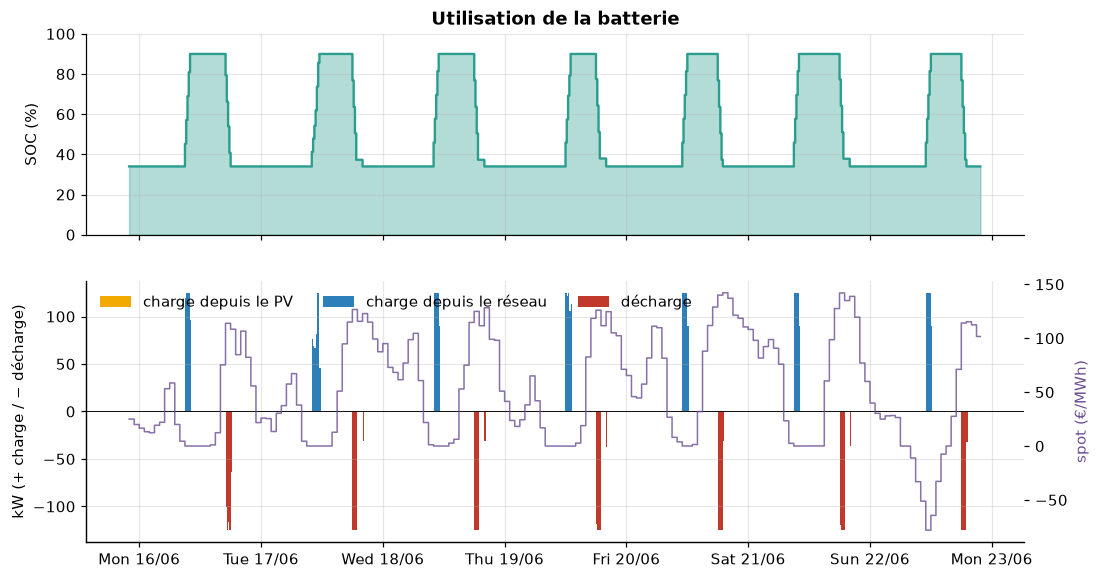 Utilisation de la batterie
SOC (%)
100
80
60
40
20
0
charge depuis le PV
charge depuis le réseau
décharge
kW (+ charge / − décharge)
100
50
0
−50
−100
150
100
50
0
−50
spot (€/MWh)
Mon 16/06
Tue 17/06
Wed 18/06
Thu 19/06
Fri 20/06
Sat 21/06
Sun 22/06
Mon 23/06